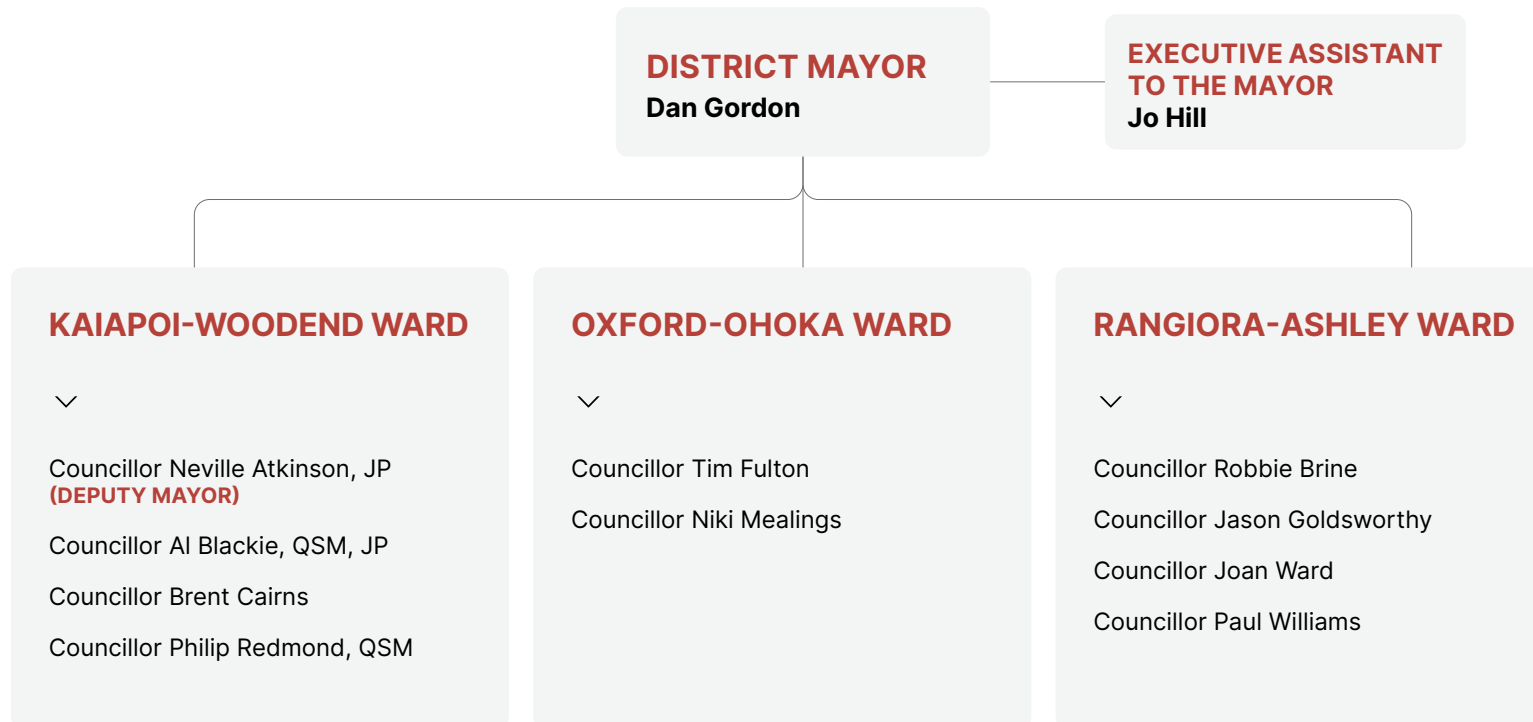 DISTRICT MAYOR
Dan Gordon
EXECUTIVE ASSISTANT
TO THE MAYOR
Jo Hill
KAIAPOI-WOODEND WARD
Councillor Neville Atkinson, JP
(DEPUTY MAYOR)
Councillor Al Blackie, QSM, JP
Councillor Brent Cairns
Councillor Philip Redmond, QSM
OXFORD-OHOKA WARD
Councillor Tim Fulton
Councillor Niki Mealings
RANGIORA-ASHLEY WARD
Councillor Robbie Brine
Councillor Jason Goldsworthy
Councillor Joan Ward
Councillor Paul Williams